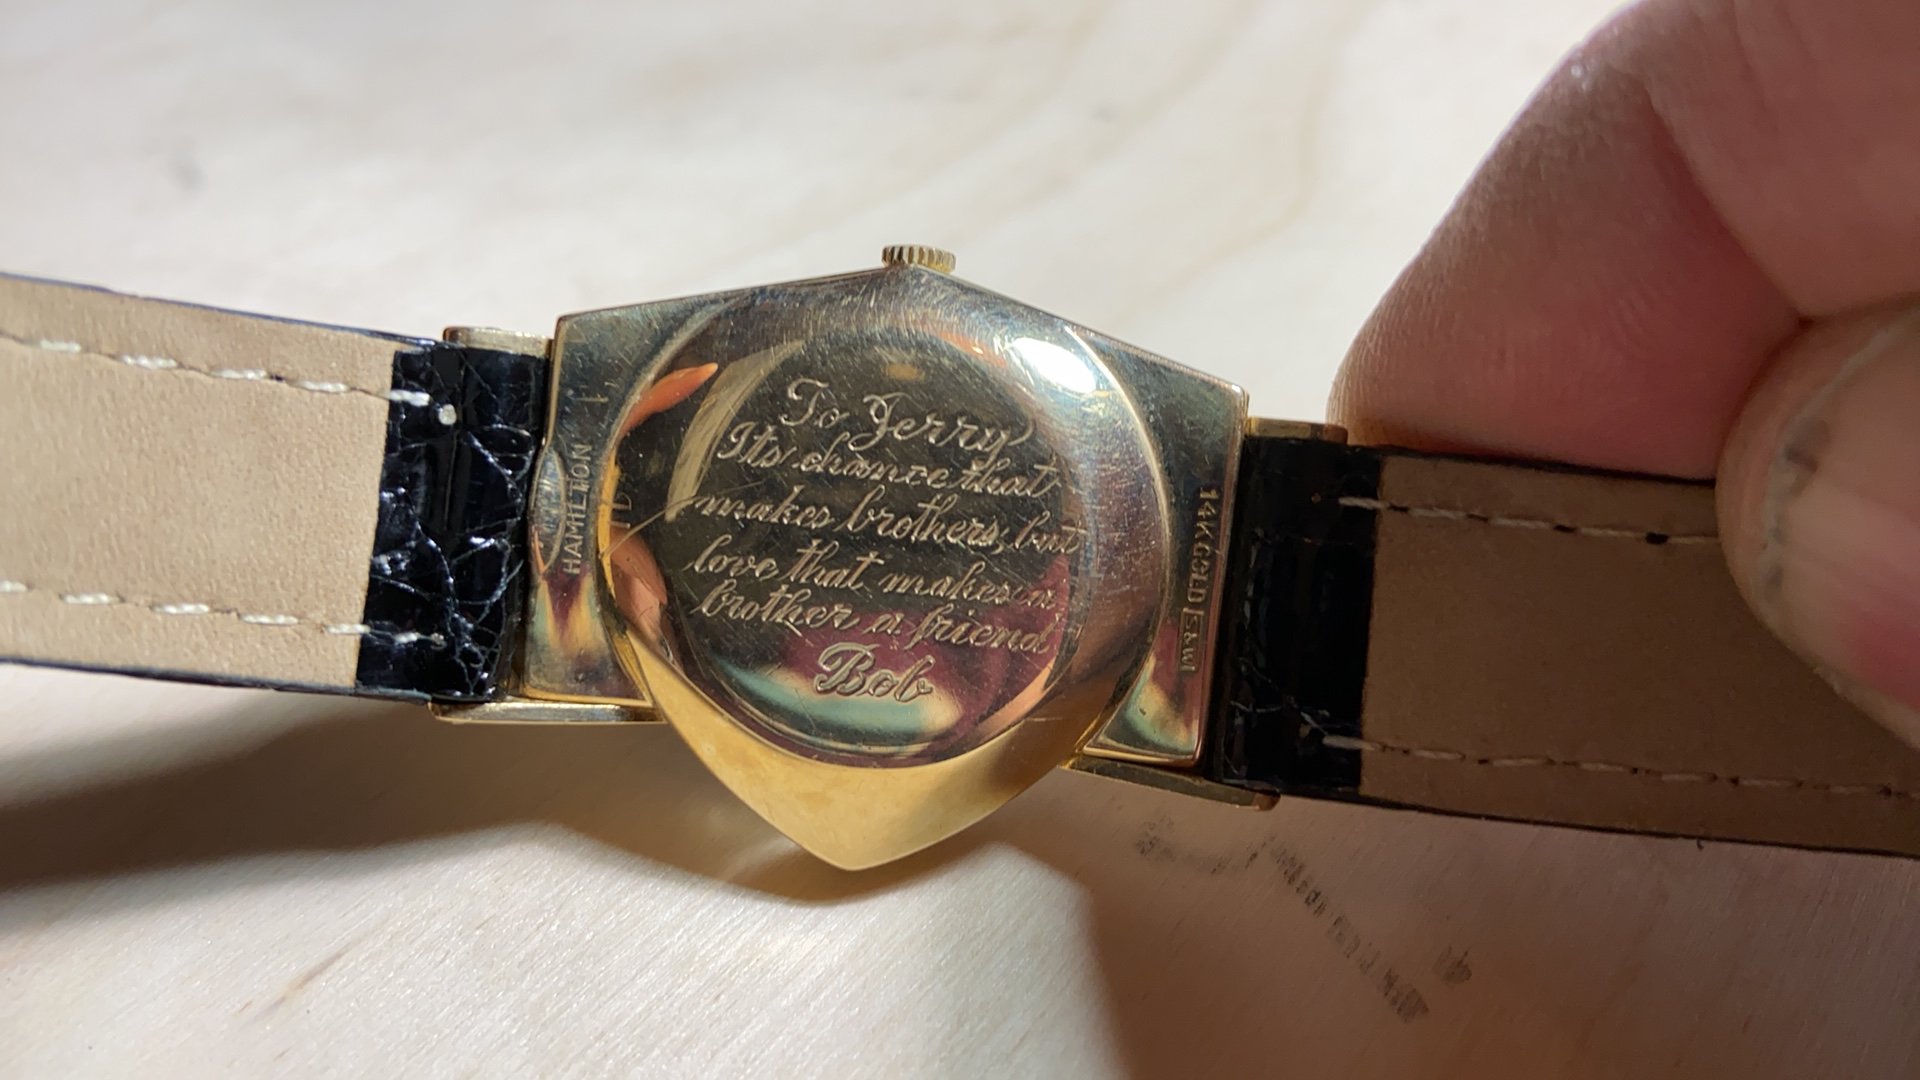 To Jerry
Its chance that
makes brothers, but
love that makes a
brother a friend
Bob
HAMILTON
14K GOLD